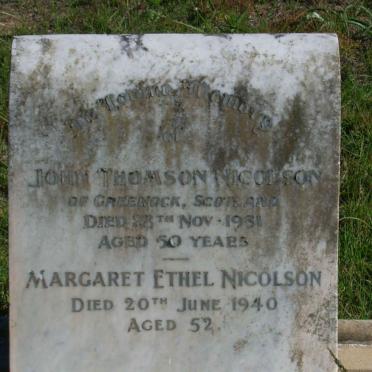 In Loving Memory
of
John Thomson Nicolson
of Greenock, Scotland
Died 28th Nov. 1931
Aged 50 years
Margaret Ethel Nicolson
Died 20th June 1940
Aged 52.